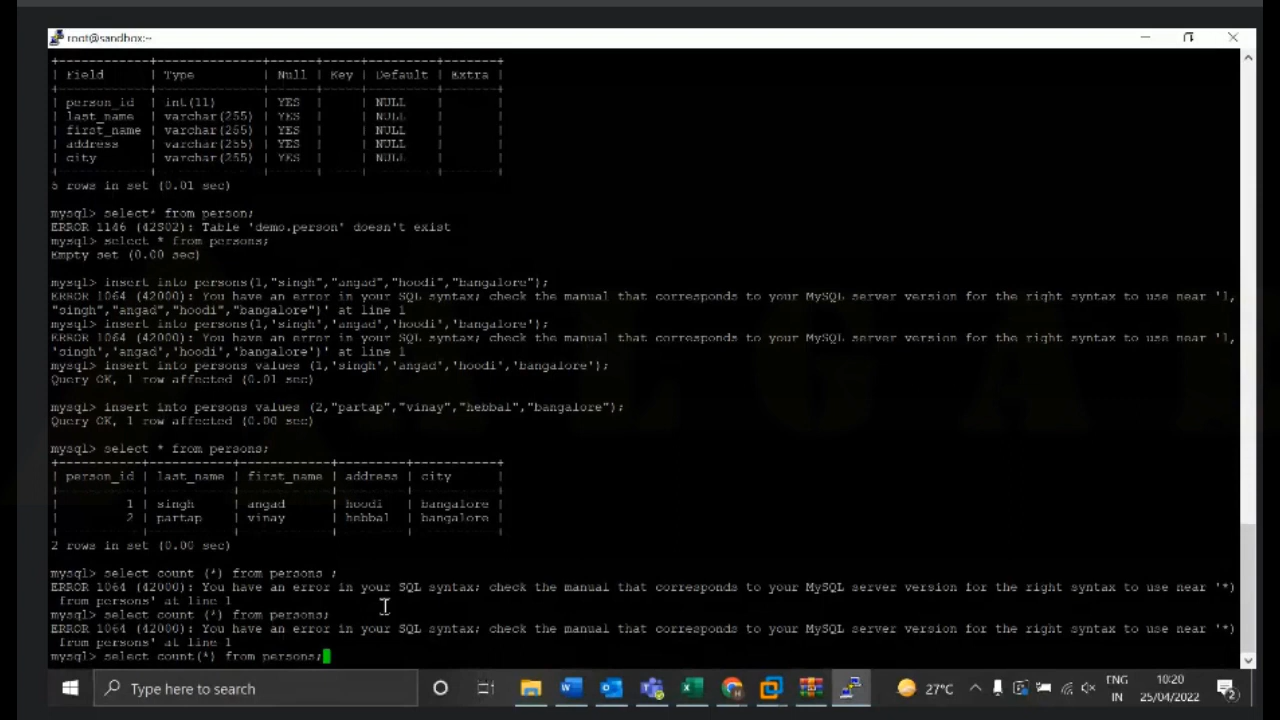 root@sandbox:~
| Field | Type | Null | Key | Default | Extra |
| person_id | int(11) | YES | | NULL | |
| last_name | varchar(255) | YES | | NULL | |
| first_name | varchar(255) | YES | | NULL | |
| address | varchar(255) | YES | | NULL | |
| city | varchar(255) | YES | | NULL | |
5 rows in set (0.01 sec)
mysql> select* from person;
ERROR 1146 (42S02): Table 'demo.person' doesn't exist
mysql> select * from persons;
Empty set (0.00 sec)
mysql> insert into persons(1,"singh","angad","hoodi","bangalore");
ERROR 1064 (42000): You have an error in your SQL syntax; check the manual that corresponds to your MySQL server version for the right syntax to use near '1,
"singh","angad","hoodi","bangalore")' at line 1
mysql> insert into persons(1,'singh','angad','hoodi','bangalore');
ERROR 1064 (42000): You have an error in your SQL syntax; check the manual that corresponds to your MySQL server version for the right syntax to use near '1,
'singh','angad','hoodi','bangalore')' at line 1
mysql> insert into persons values (1,'singh','angad','hoodi','bangalore');
Query OK, 1 row affected (0.01 sec)
mysql> insert into persons values (2,"partap","vinay","hebbal","bangalore");
Query OK, 1 row affected (0.00 sec)
mysql> select * from persons;
| person_id | last_name | first_name | address | city |
| 1 | singh | angad | hoodi | bangalore |
| 2 | partap | vinay | hebbal | bangalore |
2 rows in set (0.00 sec)
mysql> select count (*) from persons ;
ERROR 1064 (42000): You have an error in your SQL syntax; check the manual that corresponds to your MySQL server version for the right syntax to use near '*)
from persons' at line 1
mysql> select count (*) from persons;
ERROR 1064 (42000): You have an error in your SQL syntax; check the manual that corresponds to your MySQL server version for the right syntax to use near '*)
from persons' at line 1
mysql> select count(*) from persons;
Type here to search
27°C
ENG
IN
10:20
25/04/2022
2